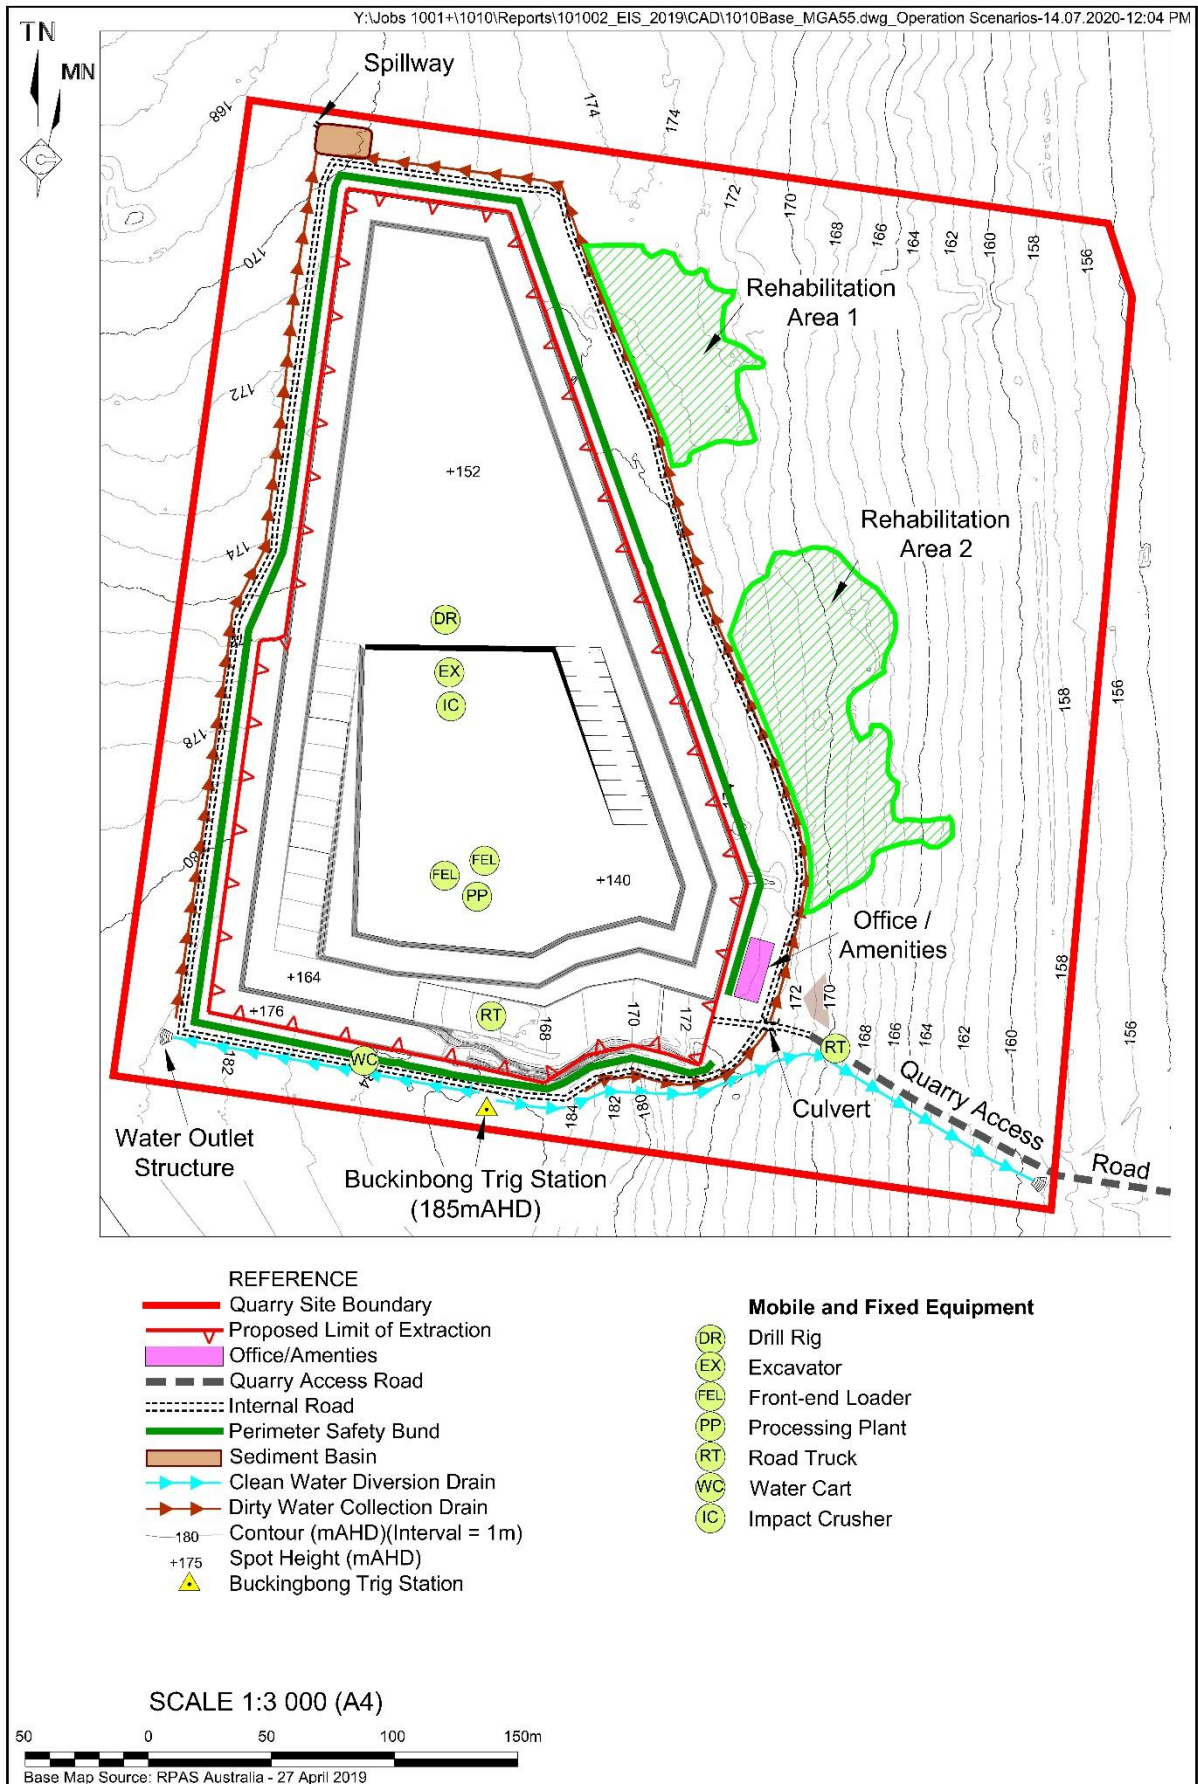 Y:\Jobs 1001+\1010\Reports\101002_EIS_2019\CAD\1010Base_MGA55.dwg_Operation Scenarios-14.07.2020-12:04 PM
TN
MN
Spillway
168
174
174
172
170
168
166
164
162
160
158
156
170
Rehabilitation
Area 1
172
+152
Rehabilitation
Area 2
174
DR
EX
IC
158
156
178
180
FEL
FEL
PP
+140
Office /
Amenities
+164
+176
RT
168
170
172
172
170
168
166
164
162
160
158
156
RT
WC
182
184
182
180
Culvert
Quarry Access
Road
Water Outlet
Structure
Buckinbong Trig Station
(185mAHD)
REFERENCE
Quarry Site Boundary
Proposed Limit of Extraction
Office/Amenties
Quarry Access Road
Internal Road
Perimeter Safety Bund
Sediment Basin
Clean Water Diversion Drain
Dirty Water Collection Drain
180 Contour (mAHD)(Interval = 1m)
+175 Spot Height (mAHD)
Buckingbong Trig Station
Mobile and Fixed Equipment
DR Drill Rig
EX Excavator
FEL Front-end Loader
PP Processing Plant
RT Road Truck
WC Water Cart
IC Impact Crusher
SCALE 1:3 000 (A4)
50 0 50 100 150m
Base Map Source: RPAS Australia - 27 April 2019